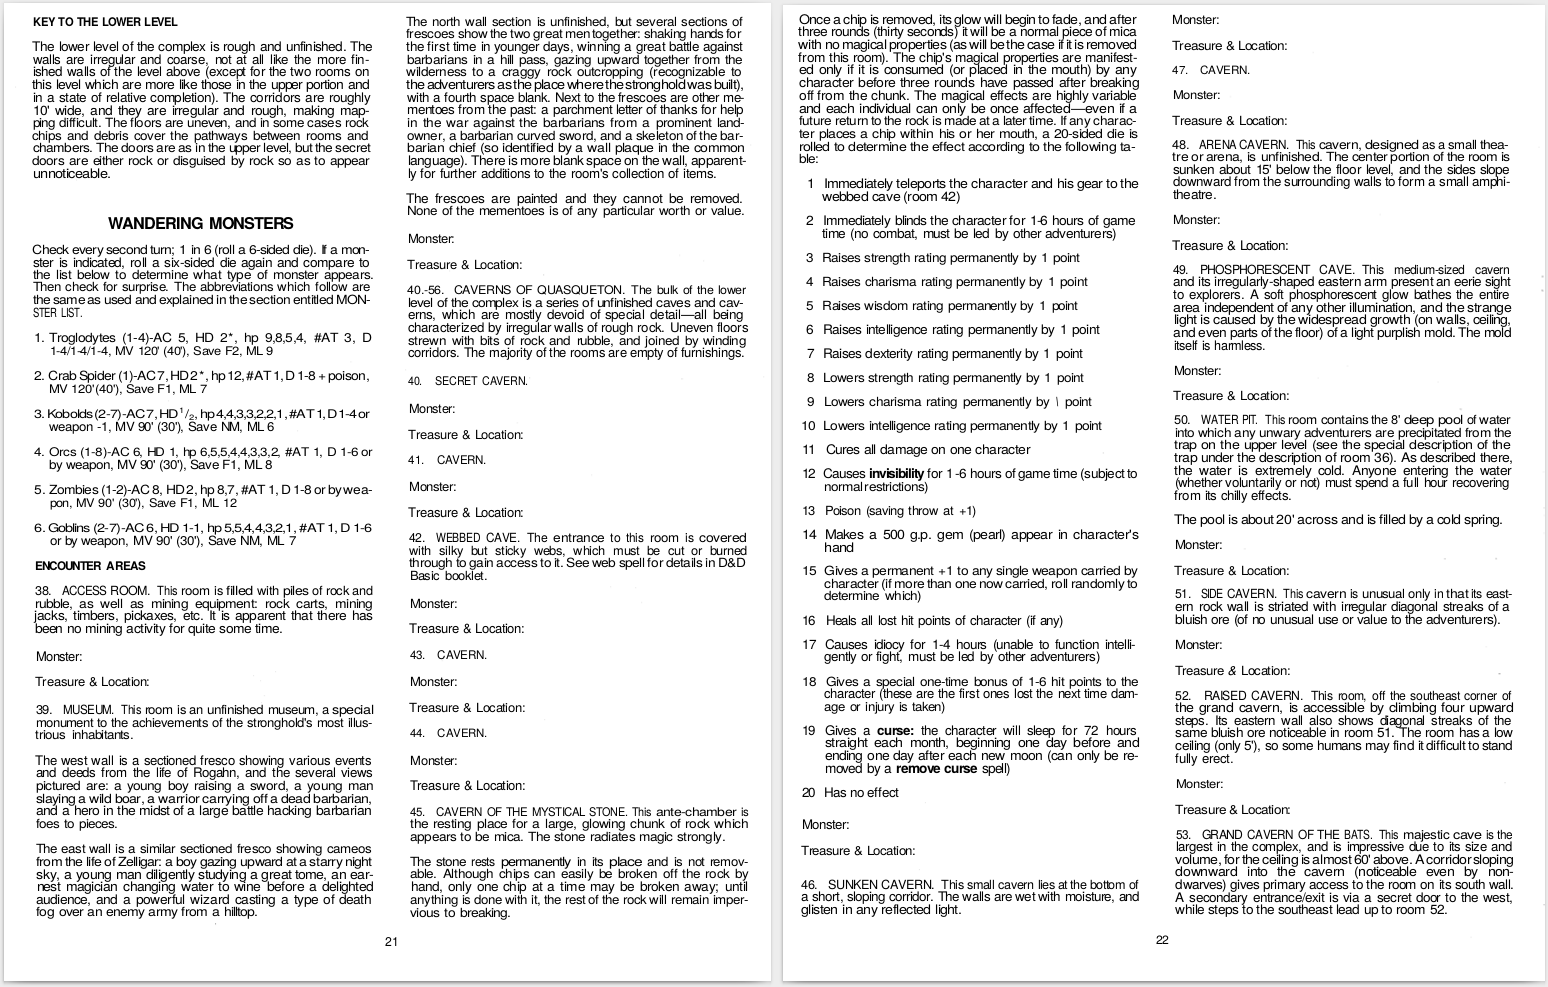 KEY TO THE LOWER LEVEL
The lower level of the complex is rough and unfinished. The
walls are irregular and coarse, not at all like the more fin-
ished walls of the level above (except for the two rooms on
this level which are more like those in the upper portion and
in a state of relative completion). The corridors are roughly
10' wide, and they are irregular and rough, making map-
ping difficult. The floors are uneven, and in some cases rock
chips and debris cover the pathways between rooms and
chambers. The doors are as in the upper level, but the secret
doors are either rock or disguised by rock so as to appear
unnoticeable.
WANDERING MONSTERS
Check every second turn; 1 in 6 (roll a 6-sided die). If a mon-
ster is indicated, roll a six-sided die again and compare to
the list below to determine what type of monster appears.
Then check for surprise. The abbreviations which follow are
the same as used and explained in the section entitled MON-
STER LIST.
1. Troglodytes (1-4)-AC 5, HD 2*, hp 9,8,5,4, #AT 3, D
1-4/1-4/1-4, MV 120' (40'), Save F2, ML 9
2. Crab Spider (1)-AC 7, HD 2*, hp 12, #AT 1, D 1-8 + poison,
MV 120'(40'), Save F1, ML 7
3. Kobolds (2-7)-AC 7, HD 1/2, hp 4,4,3,3,2,2,1, #AT 1, D 1-4 or
weapon -1, MV 90' (30'), Save NM, ML 6
4. Orcs (1-8)-AC 6, HD 1, hp 6,5,5,4,4,3,3,2, #AT 1, D 1-6 or
by weapon, MV 90' (30'), Save F1, ML 8
5. Zombies (1-2)-AC 8, HD 2, hp 8,7, #AT 1, D 1-8 or by wea-
pon, MV 90' (30'), Save F1, ML 12
6. Goblins (2-7)-AC 6, HD 1-1, hp 5,5,4,4,3,2,1, #AT 1, D 1-6
or by weapon, MV 90' (30'), Save NM, ML 7
ENCOUNTER AREAS
38. ACCESS ROOM. This room is filled with piles of rock and
rubble, as well as mining equipment: rock carts, mining
jacks, timbers, pickaxes, etc. It is apparent that there has
been no mining activity for quite some time.
Monster:
Treasure & Location:
39. MUSEUM. This room is an unfinished museum, a special
monument to the achievements of the stronghold's most illus-
trious inhabitants.
The west wall is a sectioned fresco showing various events
and deeds from the life of Rogahn, and the several views
pictured are: a young boy raising a sword, a young man
slaying a wild boar, a warrior carrying off a dead barbarian,
and a hero in the midst of a large battle hacking barbarian
foes to pieces.
The east wall is a similar sectioned fresco showing cameos
from the life of Zelligar: a boy gazing upward at a starry night
sky, a young man diligently studying a great tome, an ear-
nest magician changing water to wine before a delighted
audience, and a powerful wizard casting a type of death
fog over an enemy army from a hilltop.
The north wall section is unfinished, but several sections of
frescoes show the two great men together: shaking hands for
the first time in younger days, winning a great battle against
barbarians in a hill pass, gazing upward together from the
wilderness to a craggy rock outcropping (recognizable to
the adventurers as the place where the stronghold was built),
with a fourth space blank. Next to the frescoes are other me-
mentoes from the past: a parchment letter of thanks for help
in the war against the barbarians from a prominent land-
owner, a barbarian curved sword, and a skeleton of the bar-
barian chief (so identified by a wall plaque in the common
language). There is more blank space on the wall, apparent-
ly for further additions to the room's collection of items.
The frescoes are painted and they cannot be removed.
None of the mementoes is of any particular worth or value.
Monster:
Treasure & Location:
40.-56. CAVERNS OF QUASQUETON. The bulk of the lower
level of the complex is a series of unfinished caves and cav-
erns, which are mostly devoid of special detail—all being
characterized by irregular walls of rough rock. Uneven floors
strewn with bits of rock and rubble, and joined by winding
corridors. The majority of the rooms are empty of furnishings.
40. SECRET CAVERN.
Monster:
Treasure & Location:
41. CAVERN.
Monster:
Treasure & Location:
42. WEBBED CAVE. The entrance to this room is covered
with silky but sticky webs, which must be cut or burned
through to gain access to it. See web spell for details in D&D
Basic booklet.
Monster:
Treasure & Location:
43. CAVERN.
Monster:
Treasure & Location:
44. CAVERN.
Monster:
Treasure & Location:
45. CAVERN OF THE MYSTICAL STONE. This ante-chamber is
the resting place for a large, glowing chunk of rock which
appears to be mica. The stone radiates magic strongly.
The stone rests permanently in its place and is not remov-
able. Although chips can easily be broken off the rock by
hand, only one chip at a time may be broken away; until
anything is done with it, the rest of the rock will remain imper-
vious to breaking.
21
Once a chip is removed, its glow will begin to fade, and after
three rounds (thirty seconds) it will be a normal piece of mica
with no magical properties (as will be the case if it is removed
from this room). The chip's magical properties are manifest-
ed only if it is consumed (or placed in the mouth) by any
character before three rounds have passed after breaking
off from the chunk. The magical effects are highly variable
and each individual can only be once affected—even if a
future return to the rock is made at a later time. If any charac-
ter places a chip within his or her mouth, a 20-sided die is
rolled to determine the effect according to the following ta-
ble:
1 Immediately teleports the character and his gear to the
webbed cave (room 42)
2 Immediately blinds the character for 1-6 hours of game
time (no combat, must be led by other adventurers)
3 Raises strength rating permanently by 1 point
4 Raises charisma rating permanently by 1 point
5 Raises wisdom rating permanently by 1 point
6 Raises intelligence rating permanently by 1 point
7 Raises dexterity rating permanently by 1 point
8 Lowers strength rating permanently by 1 point
9 Lowers charisma rating permanently by \ point
10 Lowers intelligence rating permanently by 1 point
11 Cures all damage on one character
12 Causes invisibility for 1-6 hours of game time (subject to
normal restrictions)
13 Poison (saving throw at +1)
14 Makes a 500 g.p. gem (pearl) appear in character's
hand
15 Gives a permanent +1 to any single weapon carried by
character (if more than one now carried, roll randomly to
determine which)
16 Heals all lost hit points of character (if any)
17 Causes idiocy for 1-4 hours (unable to function intelli-
gently or fight, must be led by other adventurers)
18 Gives a special one-time bonus of 1-6 hit points to the
character (these are the first ones lost the next time dam-
age or injury is taken)
19 Gives a curse: the character will sleep for 72 hours
straight each month, beginning one day before and
ending one day after each new moon (can only be re-
moved by a remove curse spell)
20 Has no effect
Monster:
Treasure & Location:
46. SUNKEN CAVERN. This small cavern lies at the bottom of
a short, sloping corridor. The walls are wet with moisture, and
glisten in any reflected light.
Monster:
Treasure & Location:
47. CAVERN.
Monster:
Treasure & Location:
48. ARENA CAVERN. This cavern, designed as a small thea-
tre or arena, is unfinished. The center portion of the room is
sunken about 15' below the floor level, and the sides slope
downward from the surrounding walls to form a small amphi-
theatre.
Monster:
Treasure & Location:
49. PHOSPHORESCENT CAVE. This medium-sized cavern
and its irregularly-shaped eastern arm present an eerie sight
to explorers. A soft phosphorescent glow bathes the entire
area independent of any other illumination, and the strange
light is caused by the widespread growth (on walls, ceiling,
and even parts of the floor) of a light purplish mold. The mold
itself is harmless.
Monster:
Treasure & Location:
50. WATER PIT. This room contains the 8' deep pool of water
into which any unwary adventurers are precipitated from the
trap on the upper level (see the special description of the
trap under the description of room 36). As described there,
the water is extremely cold. Anyone entering the water
(whether voluntarily or not) must spend a full hour recovering
from its chilly effects.
The pool is about 20' across and is filled by a cold spring.
Monster:
Treasure & Location:
51. SIDE CAVERN. This cavern is unusual only in that its east-
ern rock wall is striated with irregular diagonal streaks of a
bluish ore (of no unusual use or value to the adventurers).
Monster:
Treasure & Location:
52. RAISED CAVERN. This room, off the southeast corner of
the grand cavern, is accessible by climbing four upward
steps. Its eastern wall also shows diagonal streaks of the
same bluish ore noticeable in room 51. The room has a low
ceiling (only 5'), so some humans may find it difficult to stand
fully erect.
Monster:
Treasure & Location:
53. GRAND CAVERN OF THE BATS. This majestic cave is the
largest in the complex, and is impressive due to its size and
volume, for the ceiling is almost 60' above. A corridor sloping
downward into the cavern (noticeable even by non-
dwarves) gives primary access to the room on its south wall.
A secondary entrance/exit is via a secret door to the west,
while steps to the southeast lead up to room 52.
22